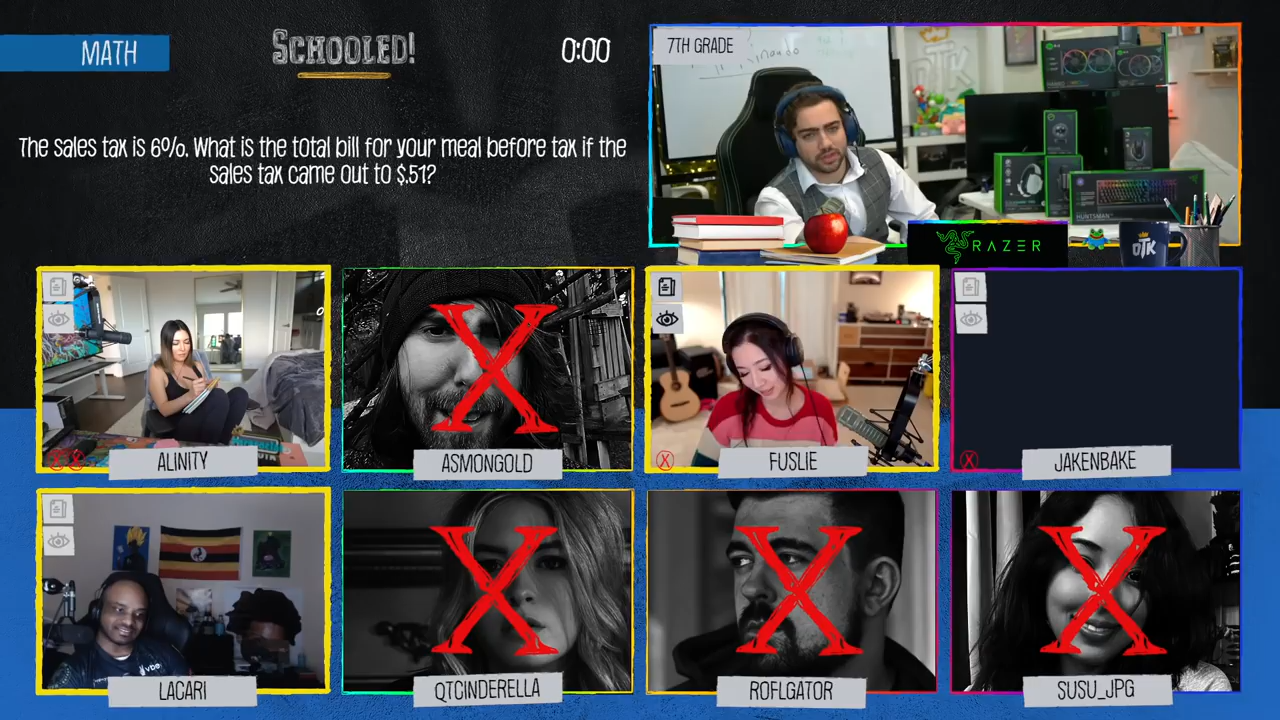 MATH
SCHOOLED!
0:00
7TH GRADE
The sales tax is 6%. What is the total bill for your meal before tax if the
sales tax came out to $.51?
HUNTSMAN
RAZER
OTK
ALINITY
X
ASMONGOLD
FUSLIE
JAKENBAKE
LACARI
X
QTCINDERELLA
X
ROFLGATOR
X
SUSU_JPG